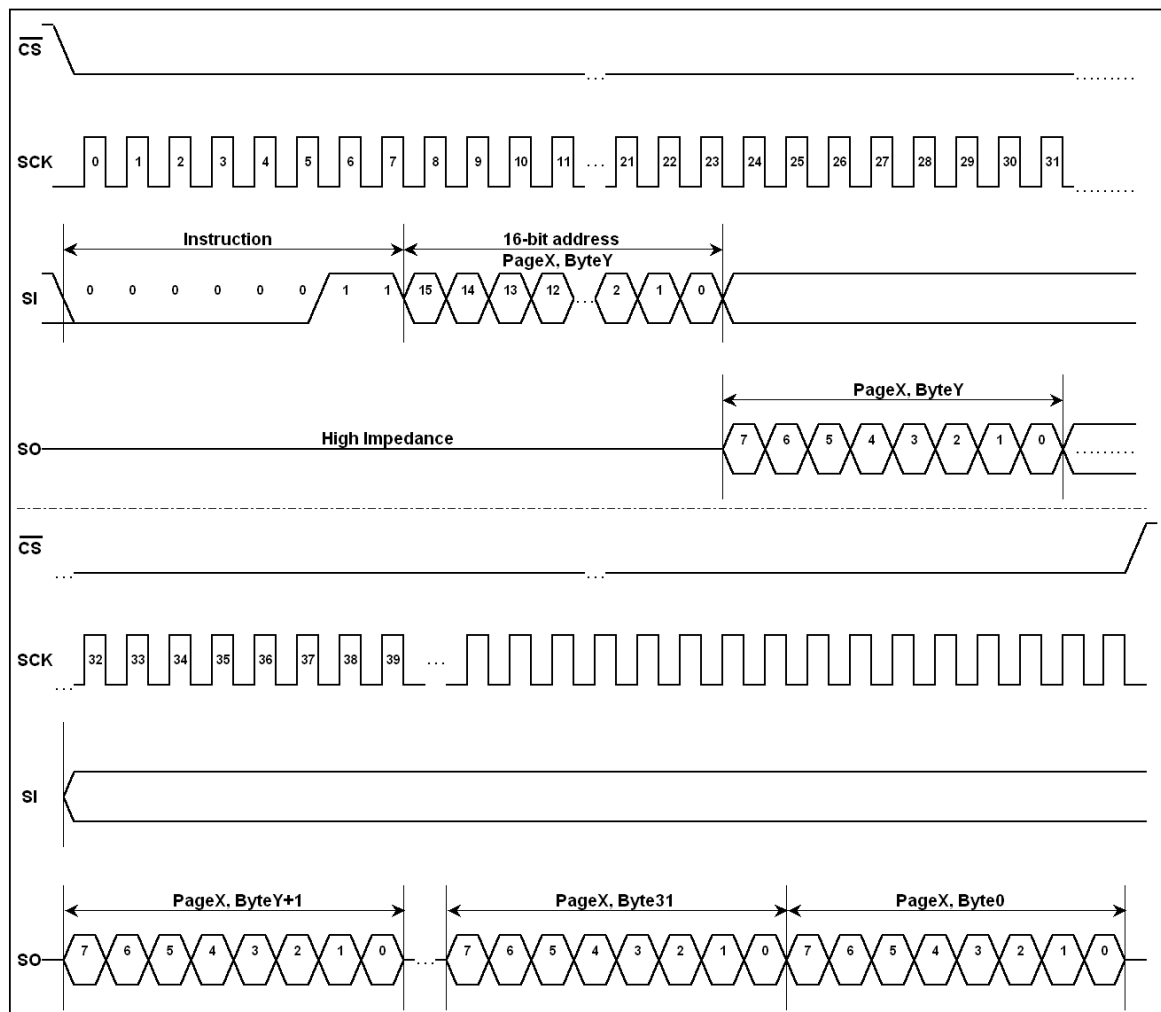 CS
...
.........
SCK 0 1 2 3 4 5 6 7 8 9 10 11 ... 21 22 23 24 25 26 27 28 29 30 31 .........
Instruction 16-bit address
PageX, ByteY
SI 0 0 0 0 0 0 1 1 15 14 13 12 ... 2 1 0
PageX, ByteY
High Impedance
SO 7 6 5 4 3 2 1 0 .........
CS
... ...
SCK 32 33 34 35 36 37 38 39 ...
...
SI
PageX, ByteY+1 PageX, Byte31 PageX, Byte0
SO 7 6 5 4 3 2 1 0 ... 7 6 5 4 3 2 1 0 7 6 5 4 3 2 1 0